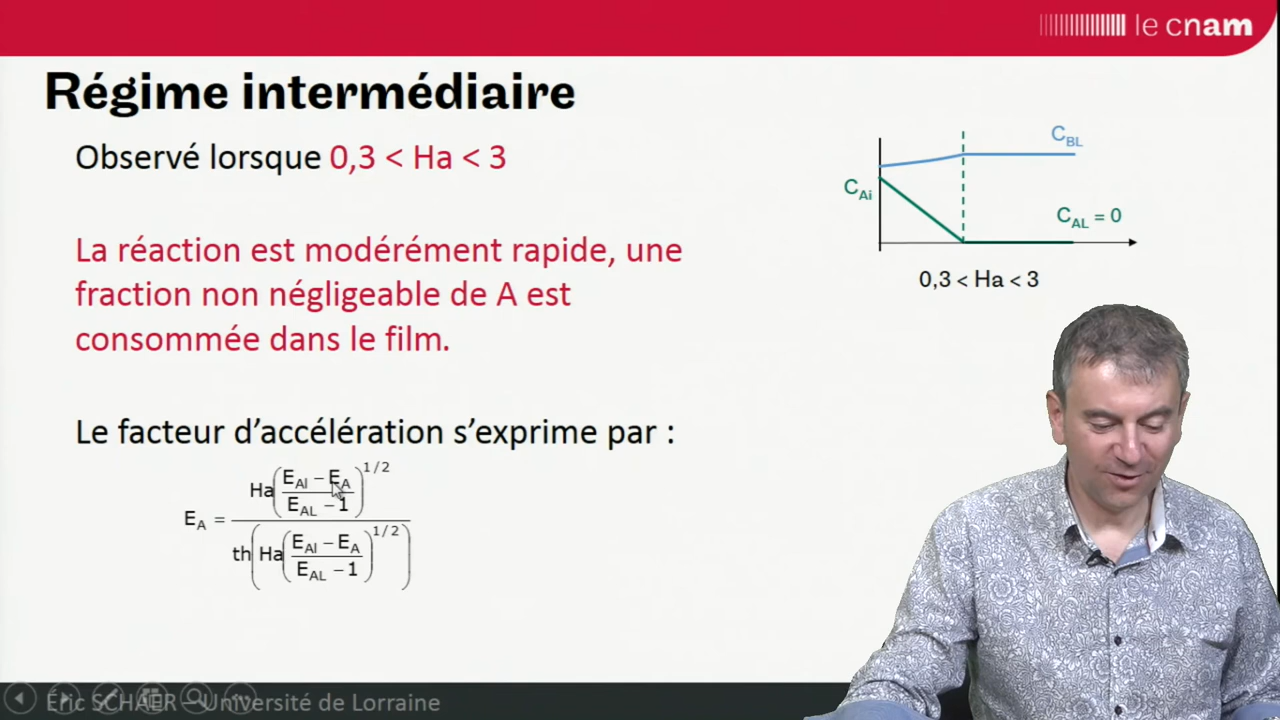 le cnam
Régime intermédiaire
Observé lorsque 0,3 < Ha < 3
C_BL
C_Ai
C_AL = 0
0,3 < Ha < 3
La réaction est modérément rapide, une
fraction non négligeable de A est
consommée dans le film.
Le facteur d’accélération s’exprime par :
E_A = Ha((E_AI − E_A)/(E_AL − 1))^1/2 / th(Ha((E_AI − E_A)/(E_AL − 1))^1/2)
Éric SCHAER – Université de Lorraine